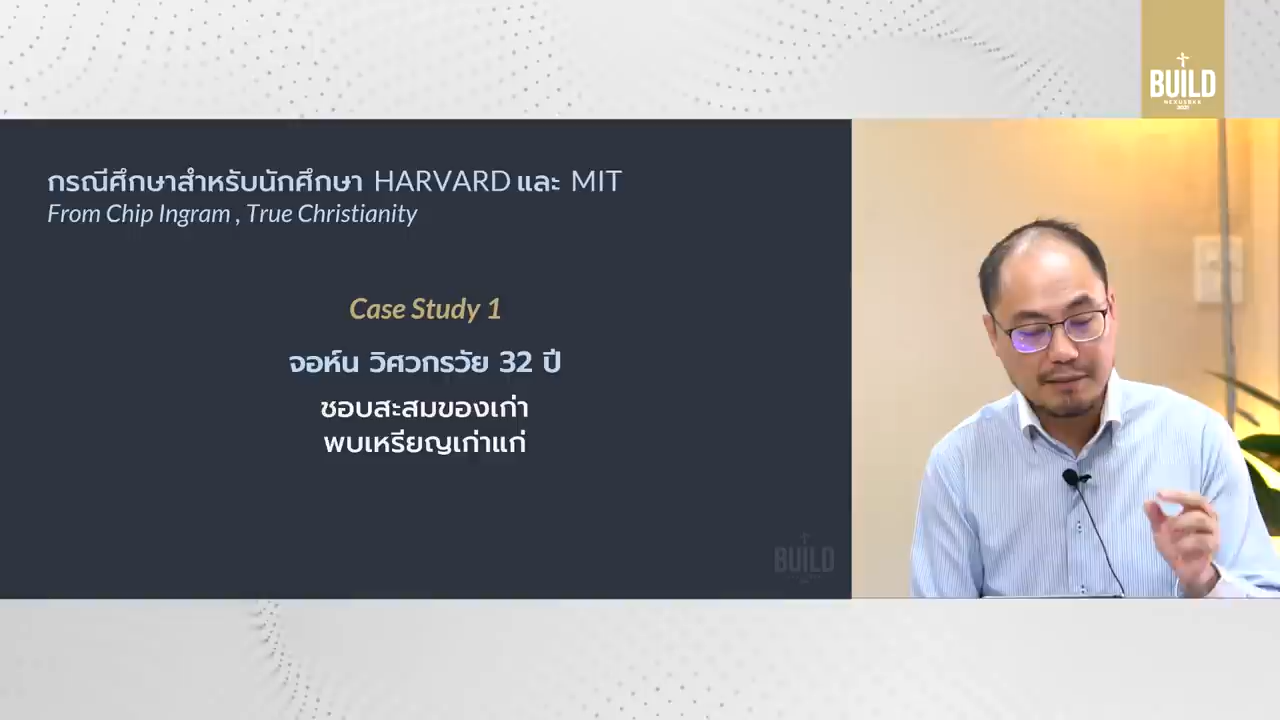 BUILD
NEXUSBKK
2021
กรณีศึกษาสำหรับนักศึกษา HARVARD และ MIT
From Chip Ingram , True Christianity
Case Study 1
จอห์น วิศวกรวัย 32 ปี
ชอบสะสมของเก่า
พบเหรียญเก่าแก่
BUILD